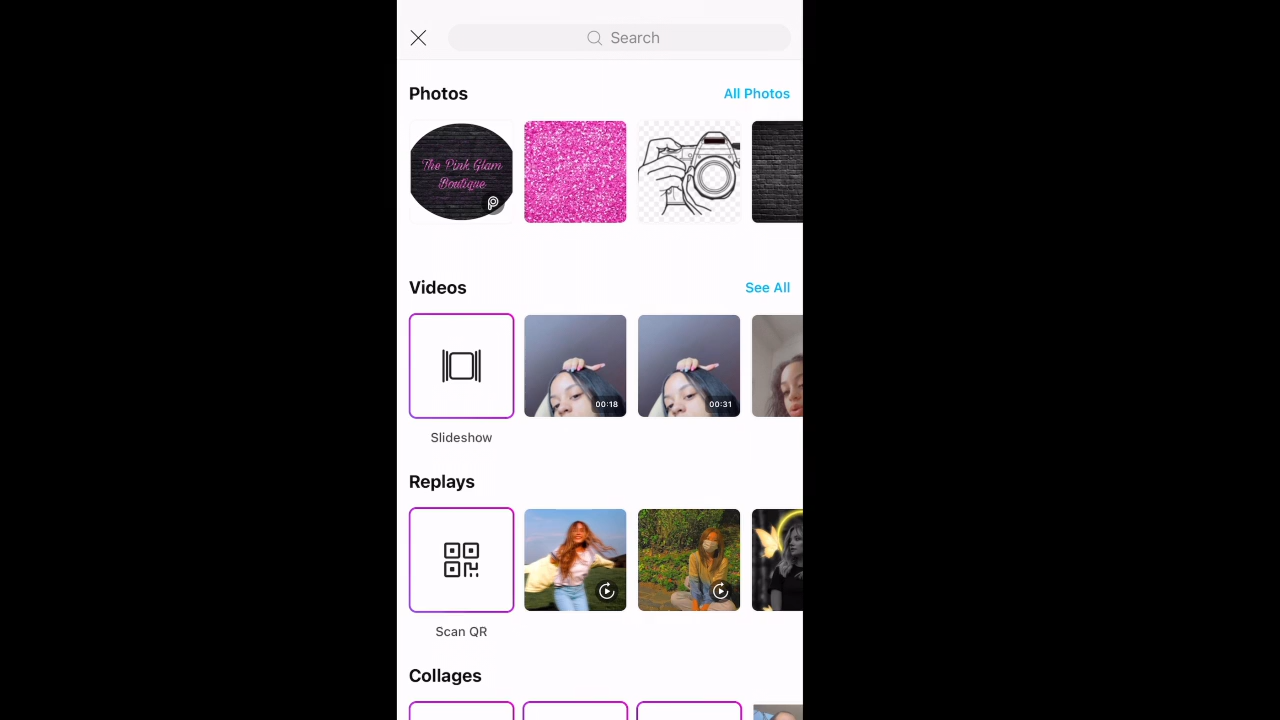 Search
Photos
All Photos
The Pink Glam
Boutique
Videos
See All
00:18
00:31
Slideshow
Replays
Scan QR
Collages